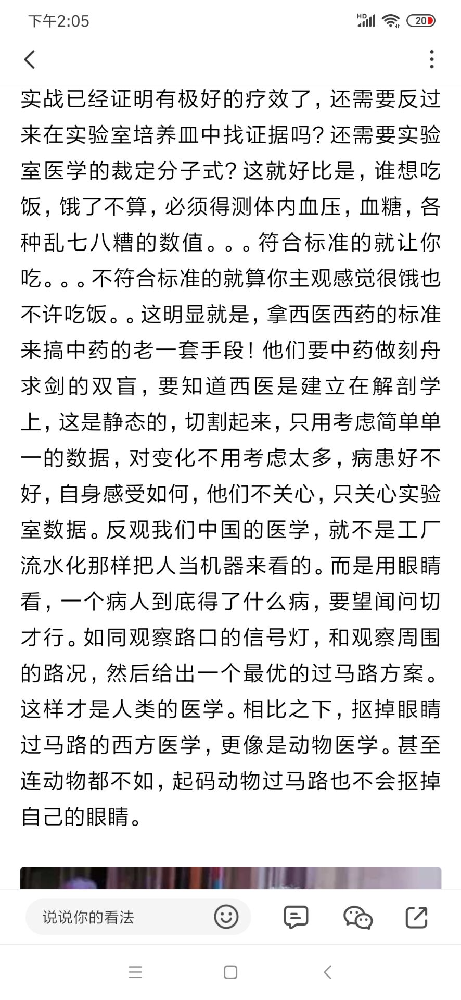 下午2:05
HD
20
实战已经证明有极好的疗效了，还需要反过
来在实验室培养皿中找证据吗？还需要实验
室医学的裁定分子式？这就好比是，谁想吃
饭，饿了不算，必须得测体内血压，血糖，各
种乱七八糟的数值。。。符合标准的就让你
吃。。。不符合标准的就算你主观感觉很饿也
不许吃饭。。这明显就是，拿西医西药的标准
来搞中药的老一套手段！他们要中药做刻舟
求剑的双盲，要知道西医是建立在解剖学
上，这是静态的，切割起来，只用考虑简单单
一的数据，对变化不用考虑太多，病患好不
好，自身感受如何，他们不关心，只关心实验
室数据。反观我们中国的医学，就不是工厂
流水化那样把人当机器来看的。而是用眼睛
看，一个病人到底得了什么病，要望闻问切
才行。如同观察路口的信号灯，和观察周围
的路况，然后给出一个最优的过马路方案。
这样才是人类的医学。相比之下，抠掉眼睛
过马路的西方医学，更像是动物医学。甚至
连动物都不如，起码动物过马路也不会抠掉
自己的眼睛。
说说你的看法